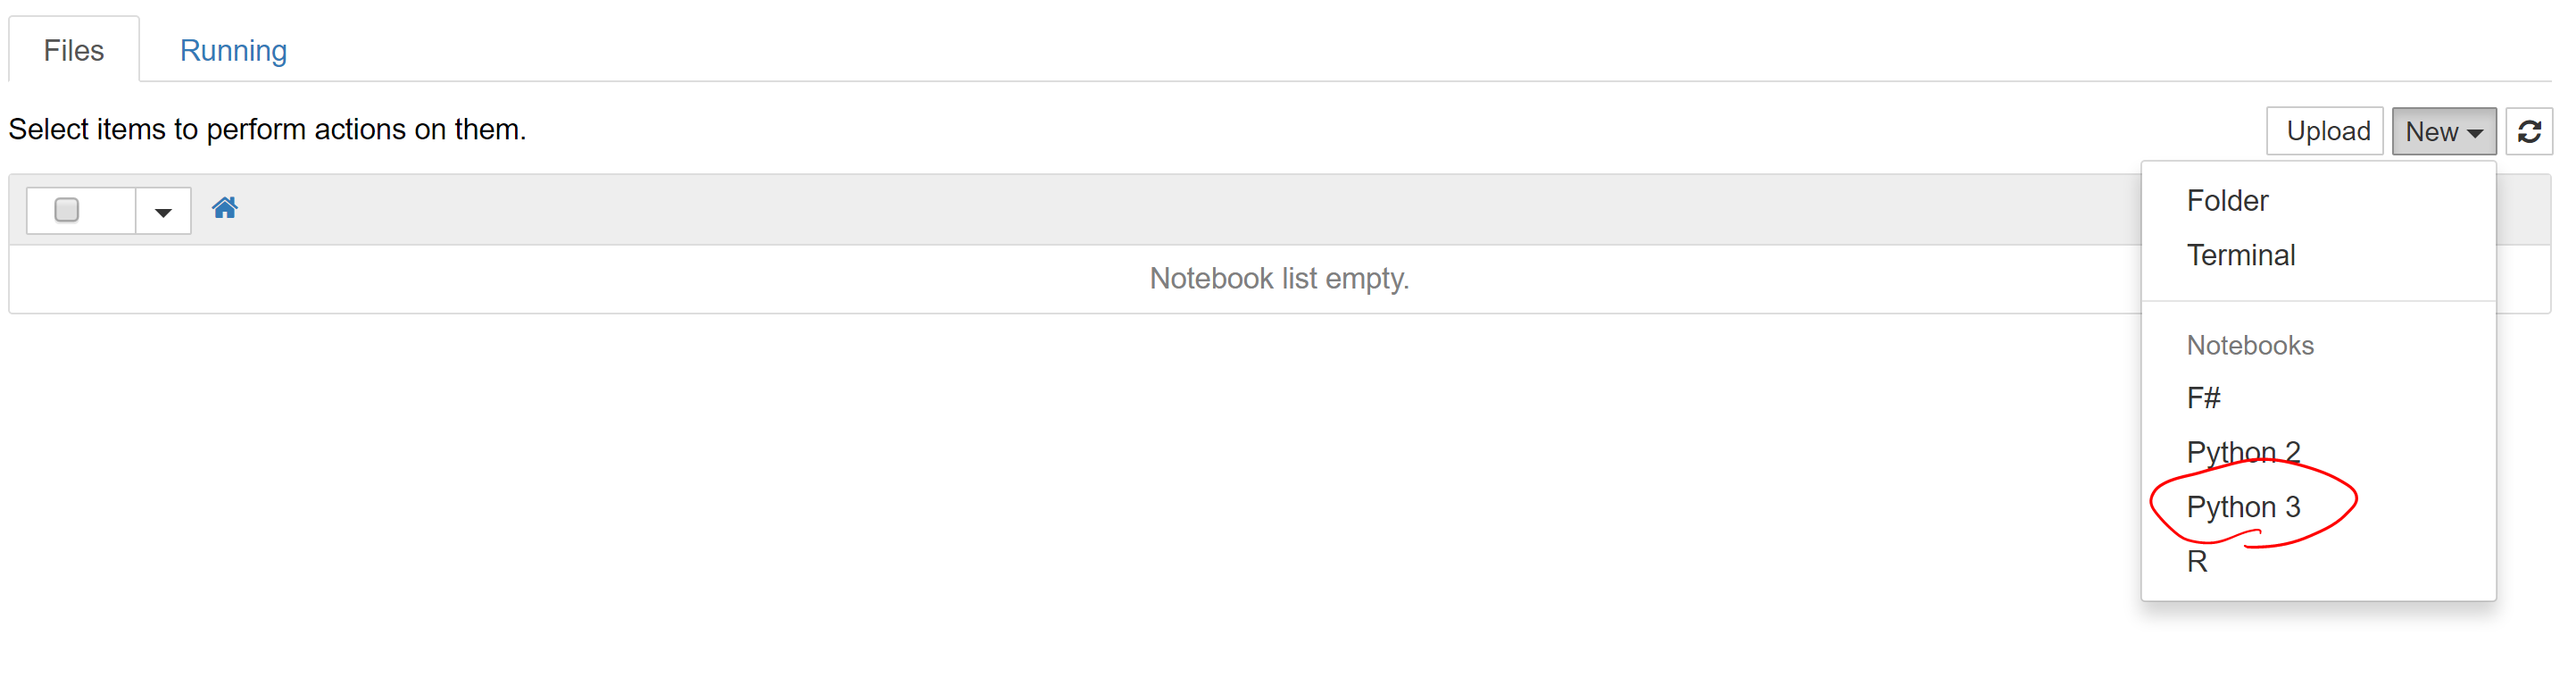 Files Running
Select items to perform actions on them.
Upload New
Folder
Terminal
Notebook list empty.
Notebooks
F#
Python 2
Python 3
R